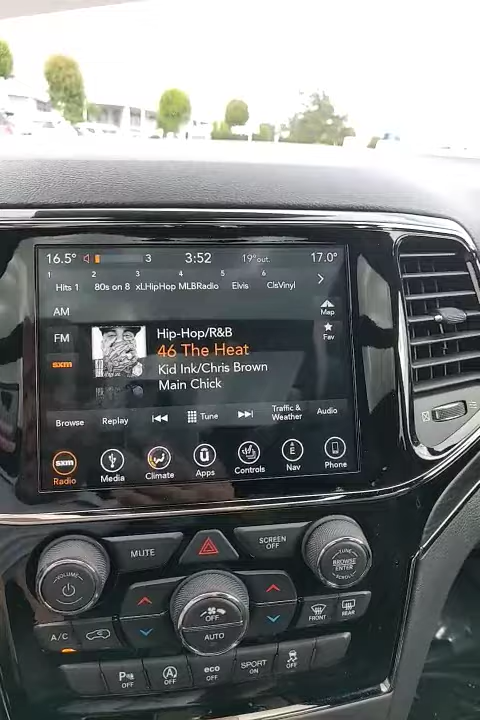 16.5° 3 3:52 19°out. 17.0°
1 2 3 4 5 6
Hits 1 80s on 8 xLHipHop MLBRadio Elvis ClsVinyl
AM
Map
FM
Fav
sxm
Hip-Hop/R&B
46 The Heat
Kid Ink/Chris Brown
Main Chick
Browse Replay Tune Traffic & Weather Audio
sxm
Radio Media Climate Apps Controls Nav Phone
MUTE
SCREEN OFF
VOLUME
TUNE
BROWSE
ENTER
SCROLL
OFF
AUTO
A/C
FRONT
REAR
P OFF
A OFF
eco OFF
SPORT ON
OFF